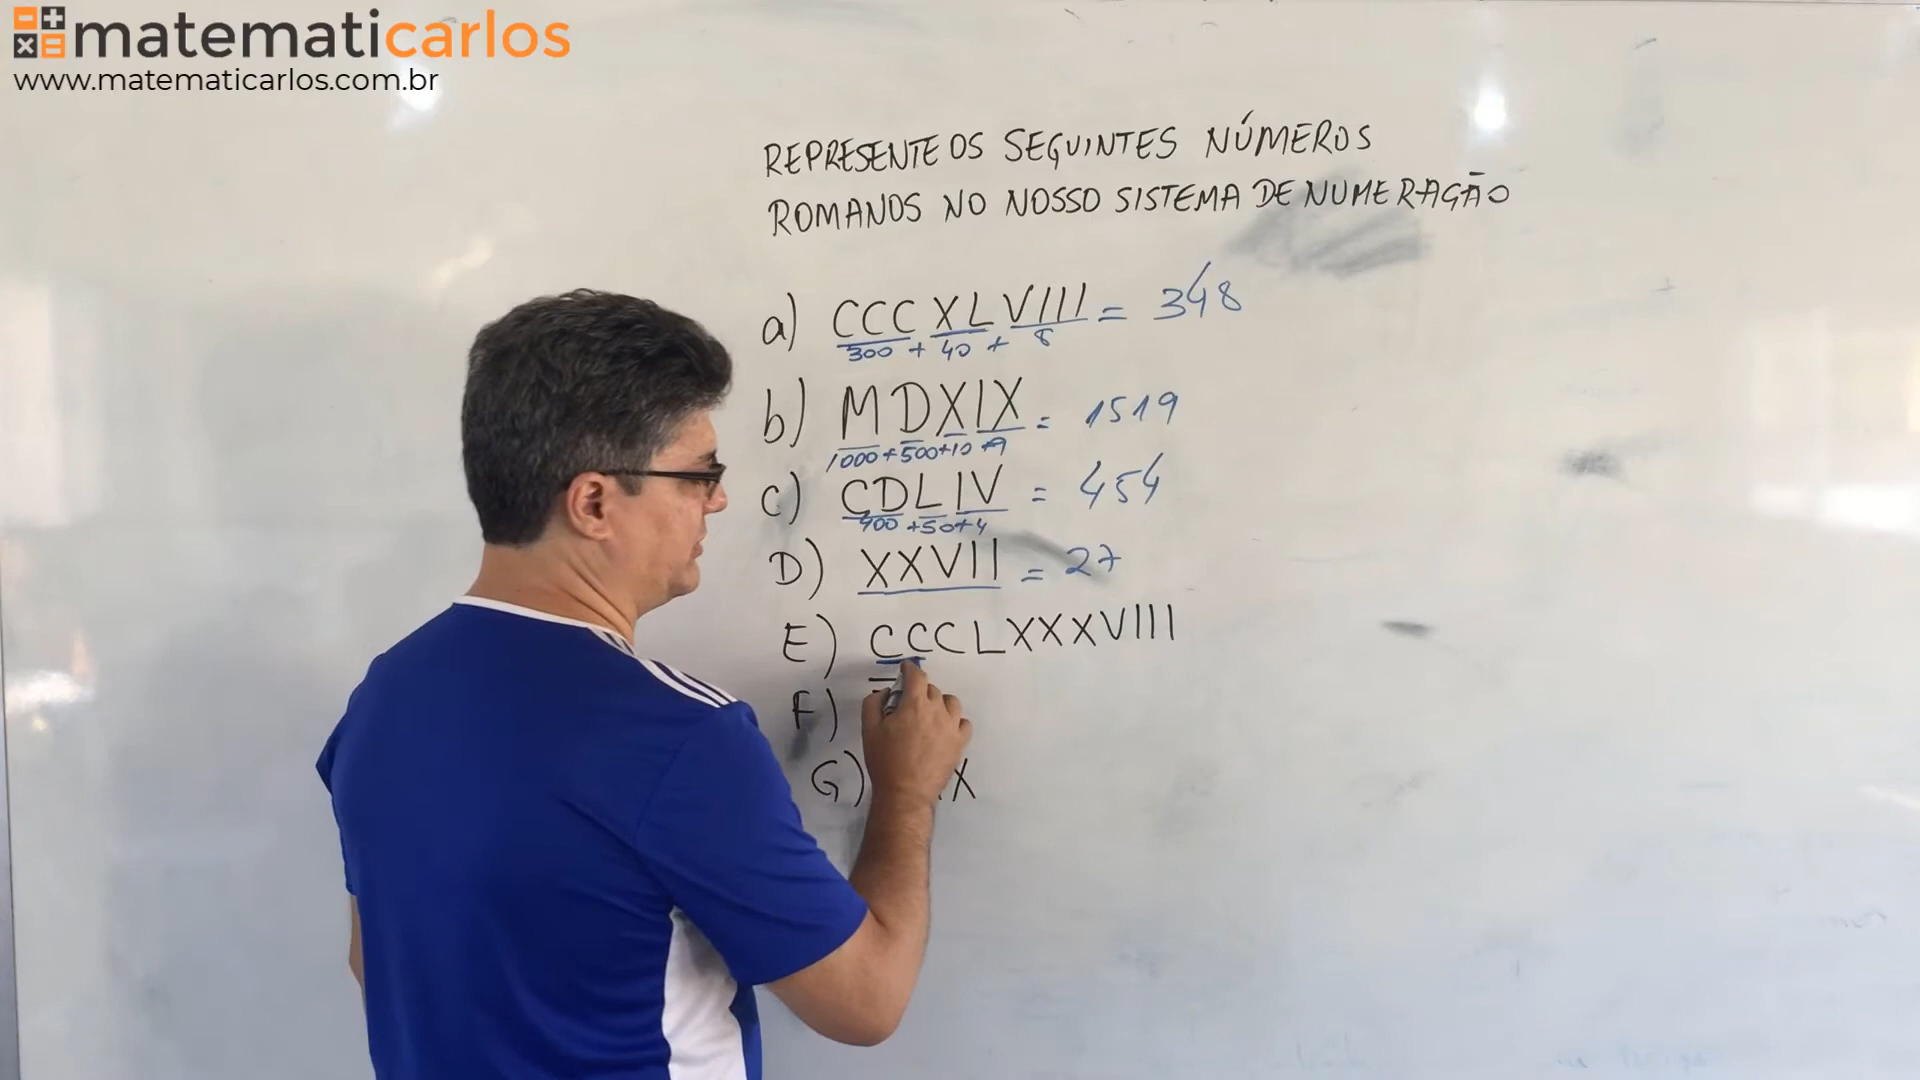 matematicarlos
www.matematicarlos.com.br
REPRESENTE OS SEGUINTES NÚMEROS
ROMANOS NO NOSSO SISTEMA DE NUMERAÇÃO
a) CCCXLVIII = 348
300 + 40 + 8
b) MDXIX = 1519
1000+500+10+9
c) CDLIV = 454
400+50+4
D) XXVII = 27
E) CCCLXXXVIII
F)
G) X